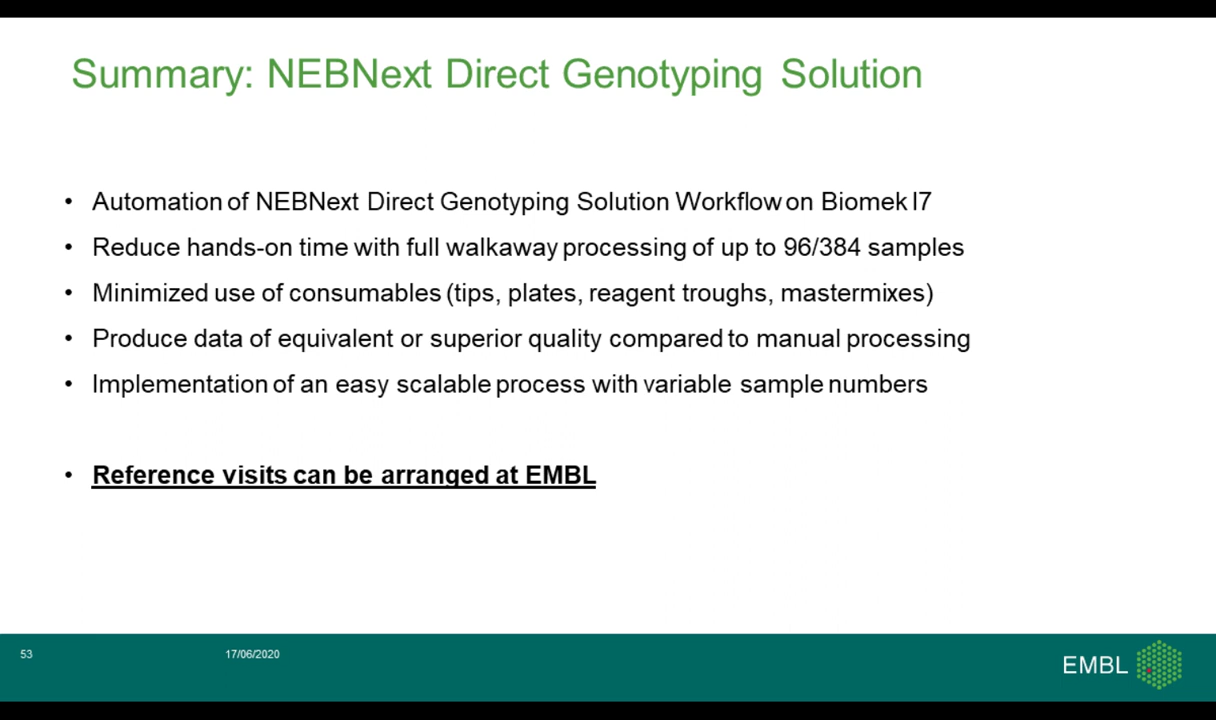 Summary: NEBNext Direct Genotyping Solution
• Automation of NEBNext Direct Genotyping Solution Workflow on Biomek I7
• Reduce hands-on time with full walkaway processing of up to 96/384 samples
• Minimized use of consumables (tips, plates, reagent troughs, mastermixes)
• Produce data of equivalent or superior quality compared to manual processing
• Implementation of an easy scalable process with variable sample numbers
• Reference visits can be arranged at EMBL
53
17/06/2020
EMBL